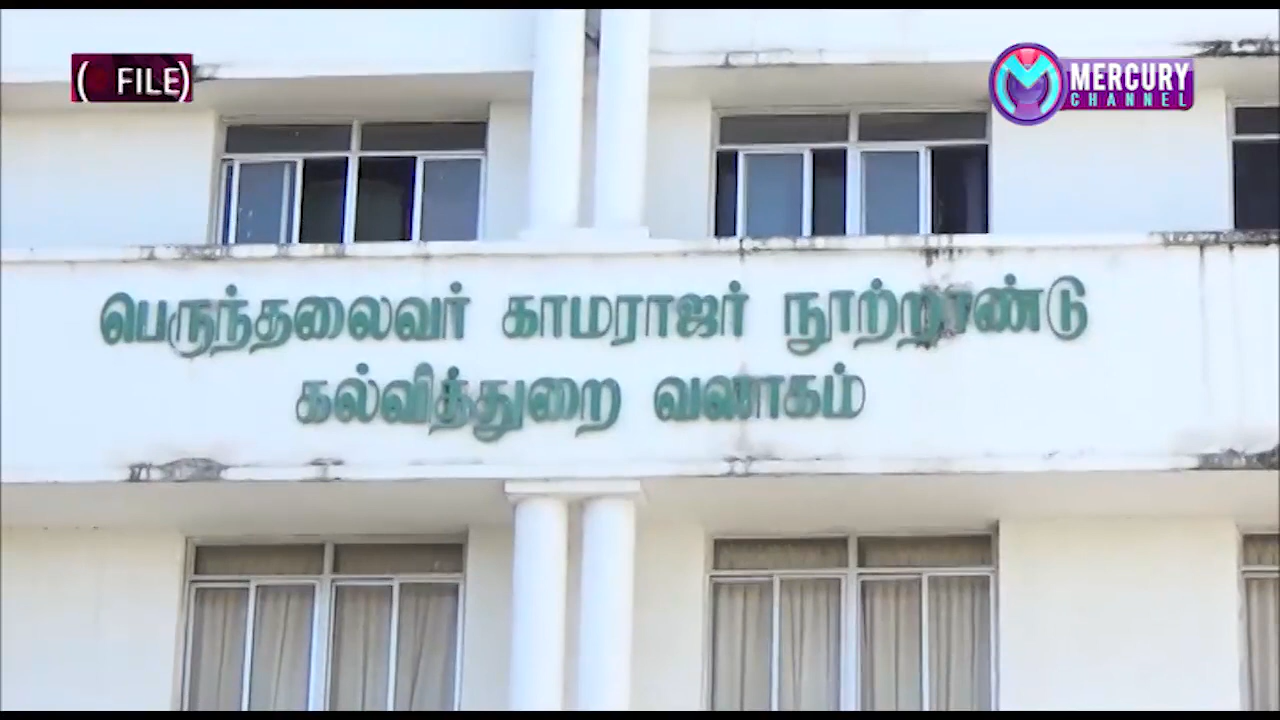 ( FILE)
MERCURY
CHANNEL
பெருந்தலைவர் காமராஜர் நூற்றாண்டு
கல்வித்துறை வளாகம்